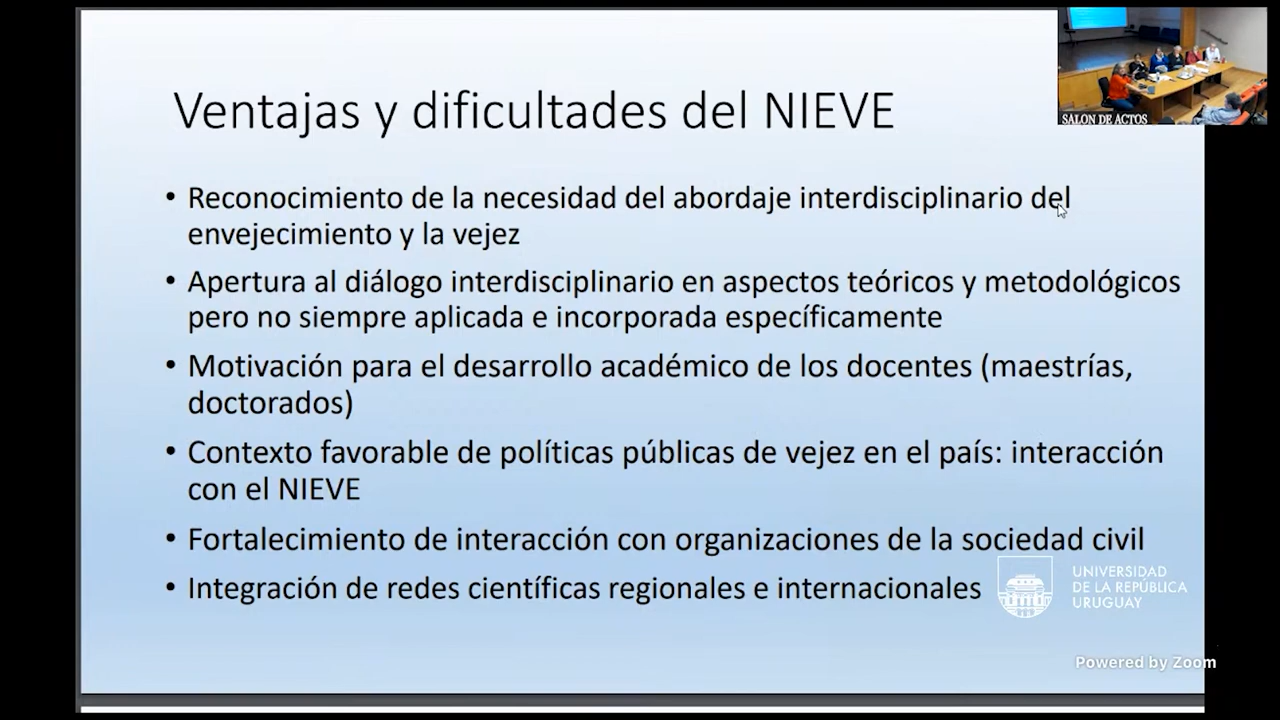 Ventajas y dificultades del NIEVE
SALON DE ACTOS
• Reconocimiento de la necesidad del abordaje interdisciplinario del
envejecimiento y la vejez
• Apertura al diálogo interdisciplinario en aspectos teóricos y metodológicos
pero no siempre aplicada e incorporada específicamente
• Motivación para el desarrollo académico de los docentes (maestrías,
doctorados)
• Contexto favorable de políticas públicas de vejez en el país: interacción
con el NIEVE
• Fortalecimiento de interacción con organizaciones de la sociedad civil
• Integración de redes científicas regionales e internacionales
UNIVERSIDAD
DE LA REPÚBLICA
URUGUAY
Powered by Zoom